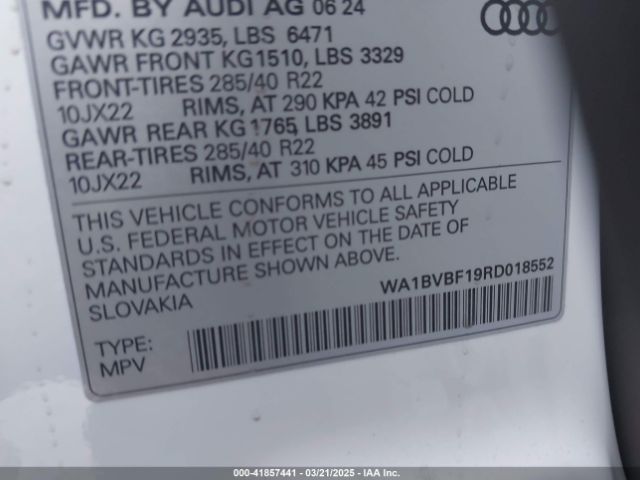 MFD. BY AUDI AG 06 24
GVWR KG 2935, LBS 6471
GAWR FRONT KG1510, LBS 3329
FRONT-TIRES 285/40 R22
10JX22 RIMS, AT 290 KPA 42 PSI COLD
GAWR REAR KG 1765, LBS 3891
REAR-TIRES 285/40 R22
10JX22 RIMS, AT 310 KPA 45 PSI COLD
THIS VEHICLE CONFORMS TO ALL APPLICABLE
U.S. FEDERAL MOTOR VEHICLE SAFETY
STANDARDS IN EFFECT ON THE DATE OF
MANUFACTURE SHOWN ABOVE.
SLOVAKIA
WA1BVBF19RD018552
TYPE:
MPV
000-41857441 - 03/21/2025 - IAA Inc.